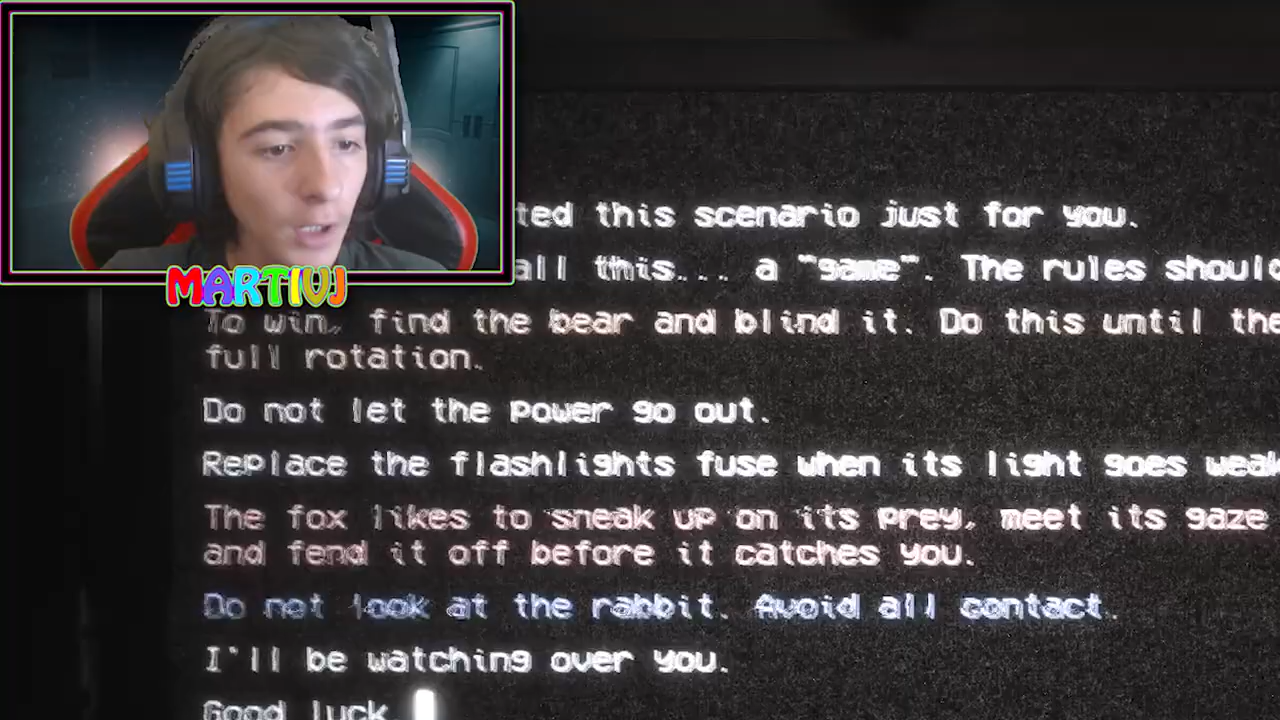 ted this scenario just for you.
all this... a "game". The rules should
MARTIVJ
To win, find the bear and blind it. Do this until the
full rotation.
Do not let the power go out.
Replace the flashlights fuse when its light goes weak
The fox likes to sneak up on its prey, meet its gaze
and fend it off before it catches you.
Do not look at the rabbit. Avoid all contact.
I'll be watching over you.
Good luck.